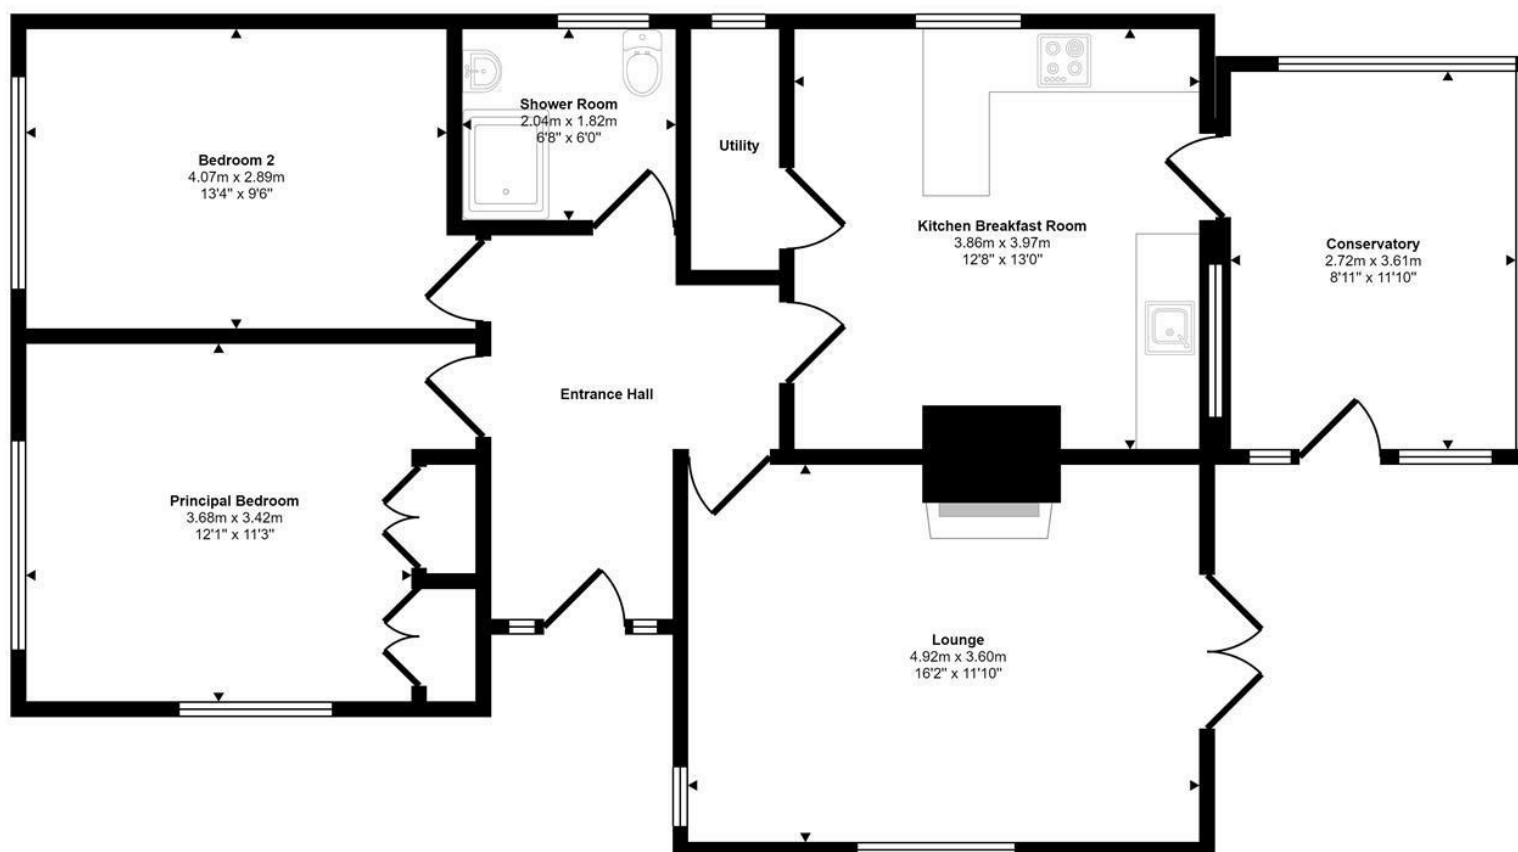 Shower Room
2.04m x 1.82m
6'8" x 6'0"
Bedroom 2
4.07m x 2.89m
13'4" x 9'6"
Utility
Kitchen Breakfast Room
3.86m x 3.97m
12'8" x 13'0"
Conservatory
2.72m x 3.61m
8'11" x 11'10"
Entrance Hall
Principal Bedroom
3.68m x 3.42m
12'1" x 11'3"
Lounge
4.92m x 3.60m
16'2" x 11'10"